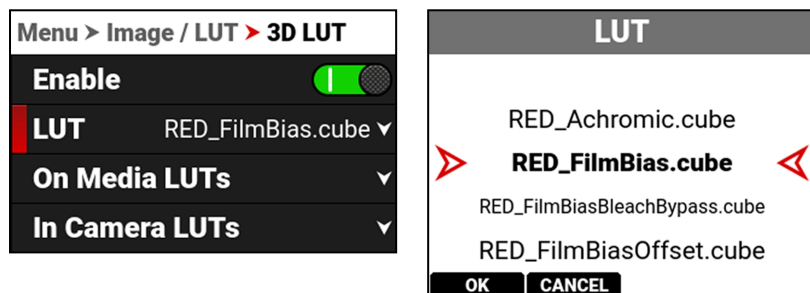 Menu > Image / LUT > 3D LUT
Enable
LUT RED_FilmBias.cube
On Media LUTs
In Camera LUTs
LUT
RED_Achromic.cube
RED_FilmBias.cube
RED_FilmBiasBleachBypass.cube
RED_FilmBiasOffset.cube
OK CANCEL